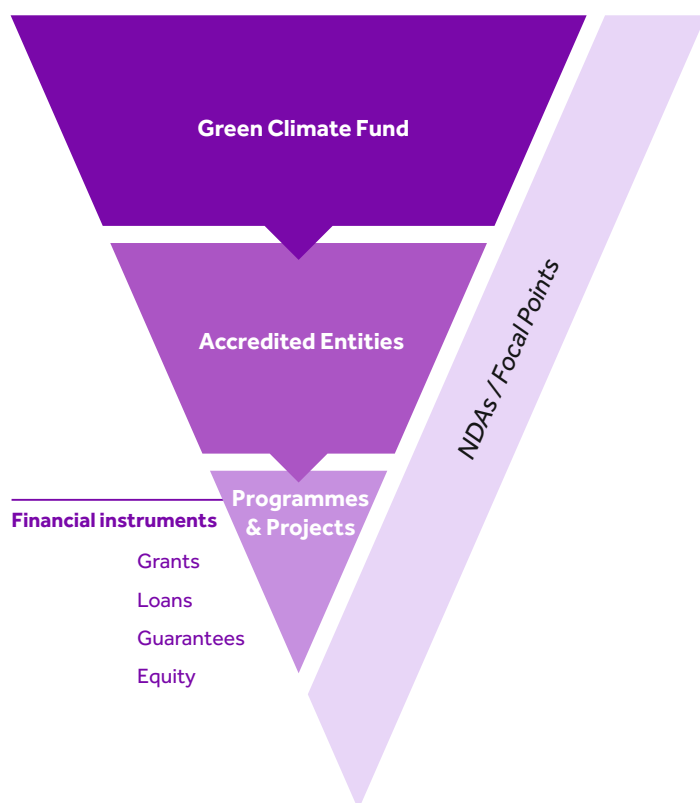 Green Climate Fund
Accredited Entities
NDAs / Focal Points
Programmes
& Projects
Financial instruments
Grants
Loans
Guarantees
Equity